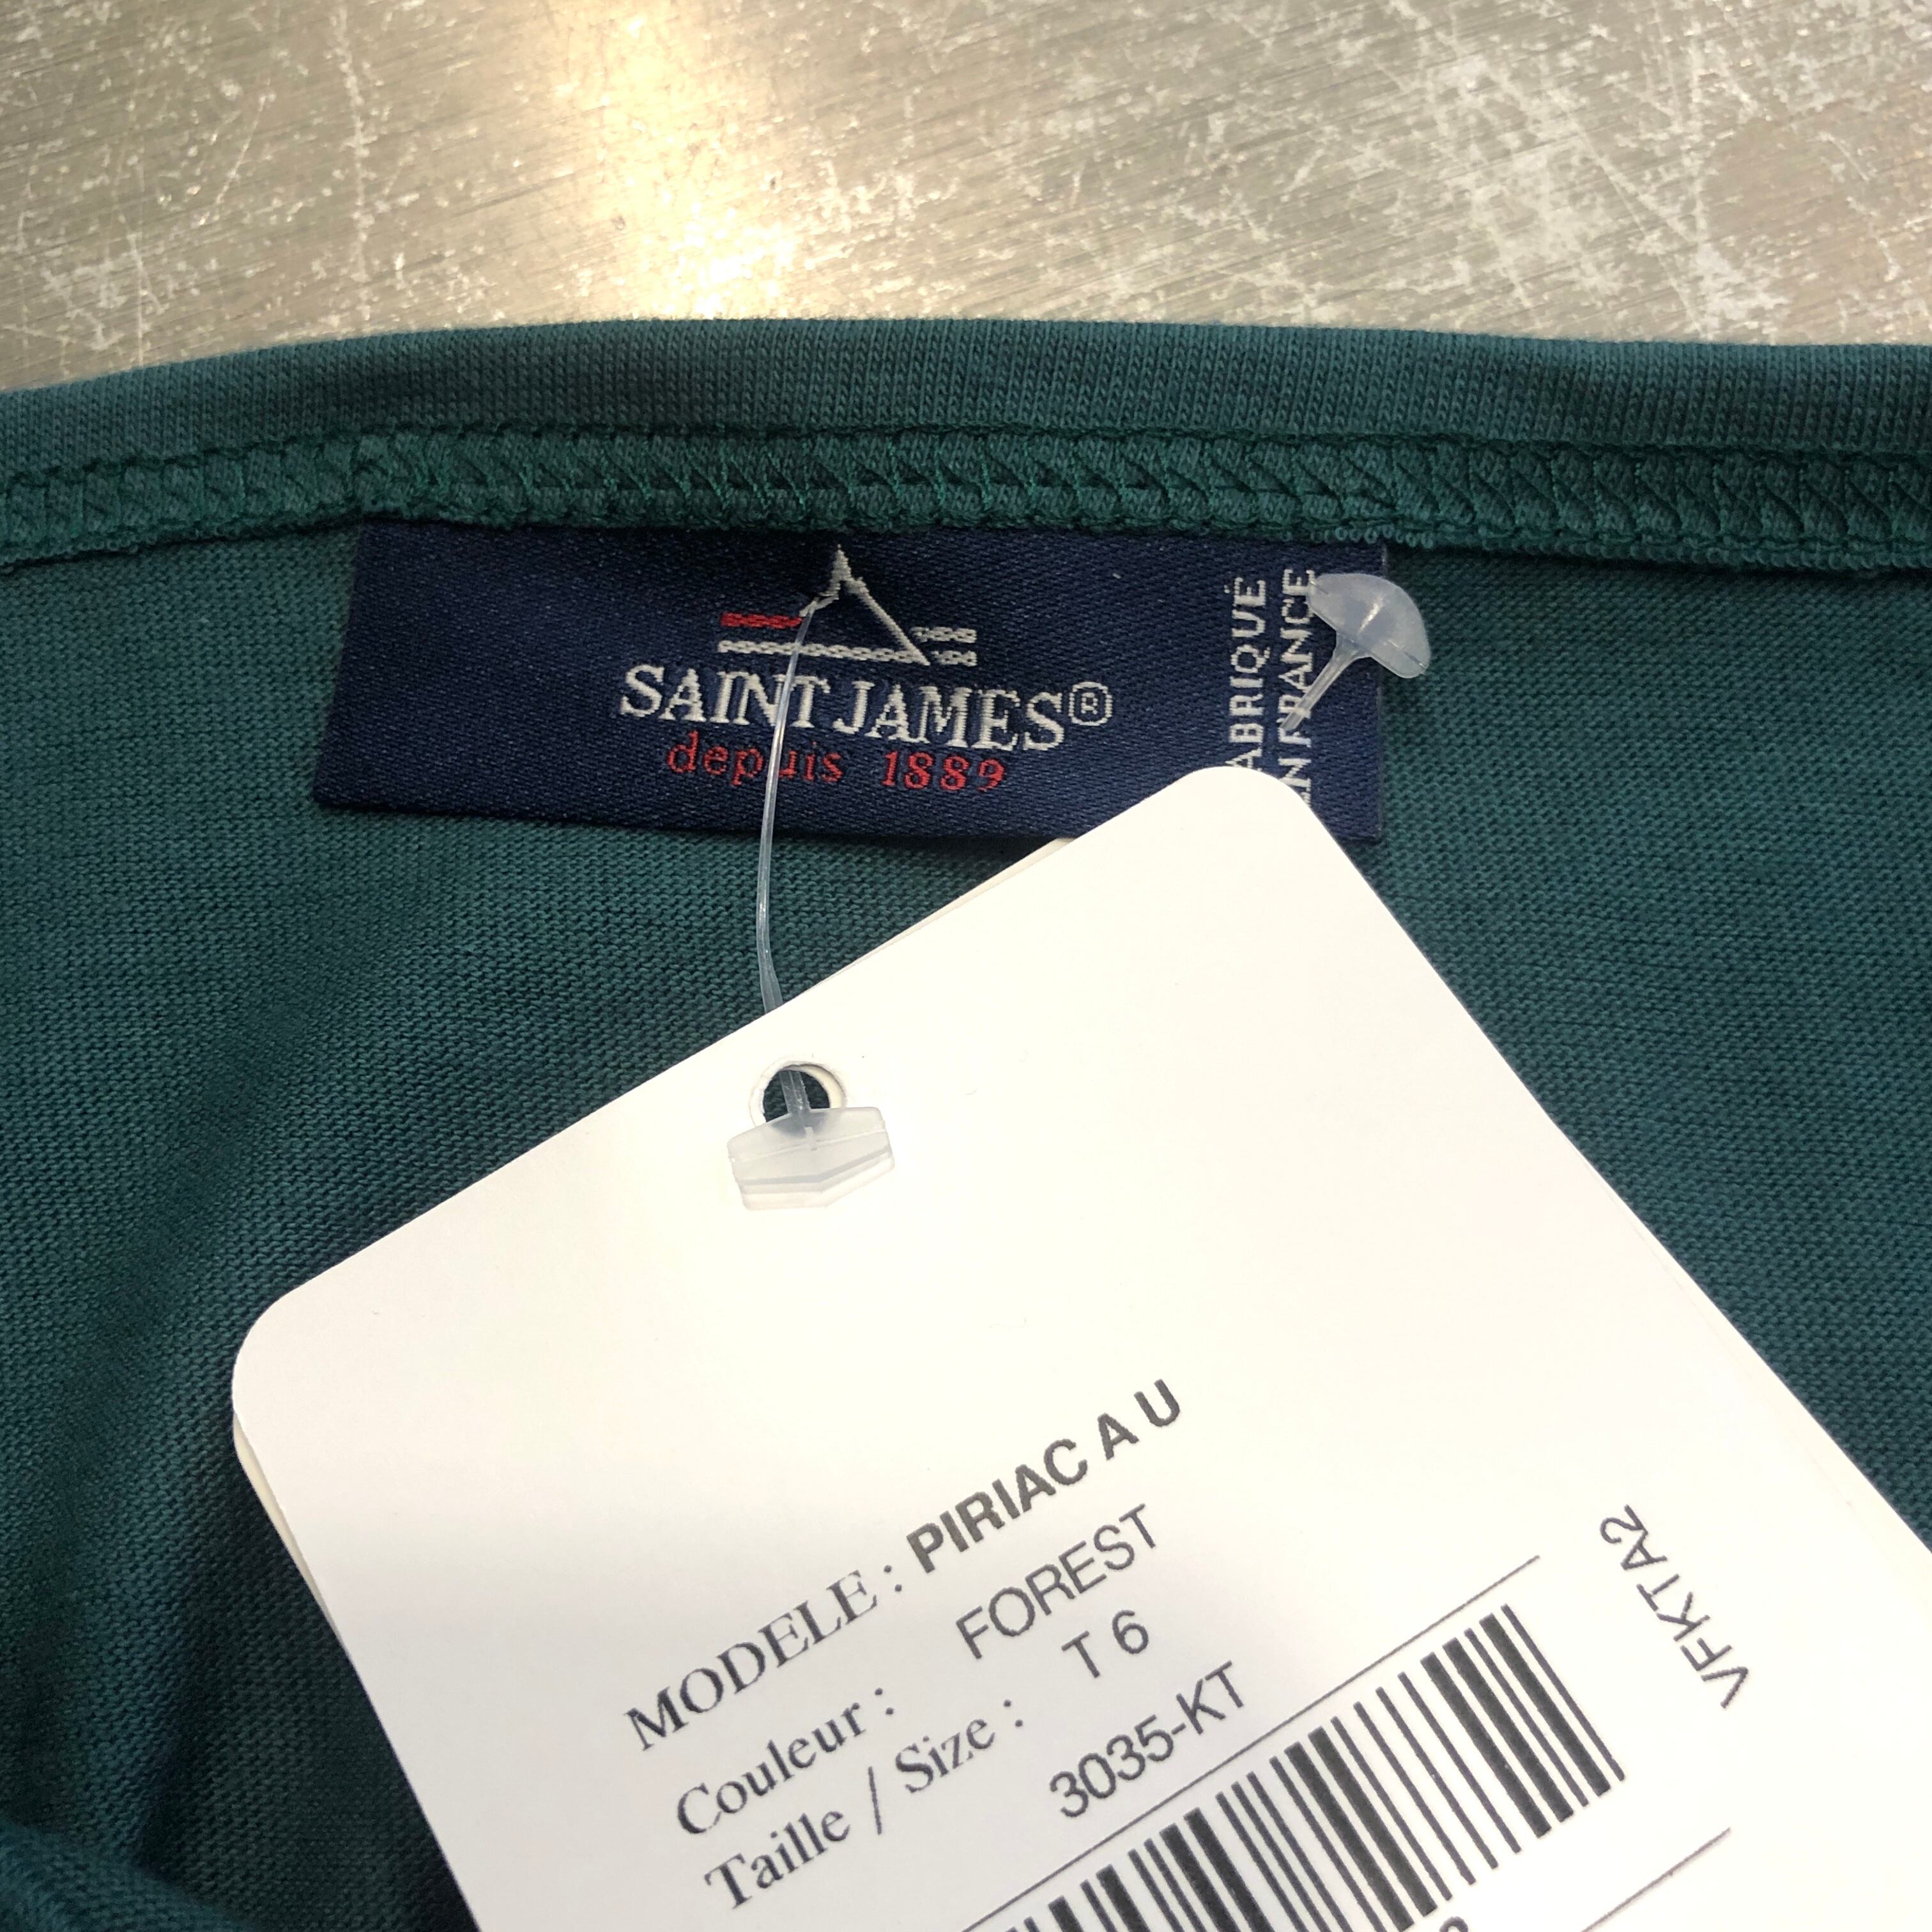 SAINT JAMES®
depuis 1889
FABRIQUÉ
EN FRANCE
MODELE : PIRIAC A U
Couleur : FOREST
Taille / Size : T 6
3035-KT
VFKTA2